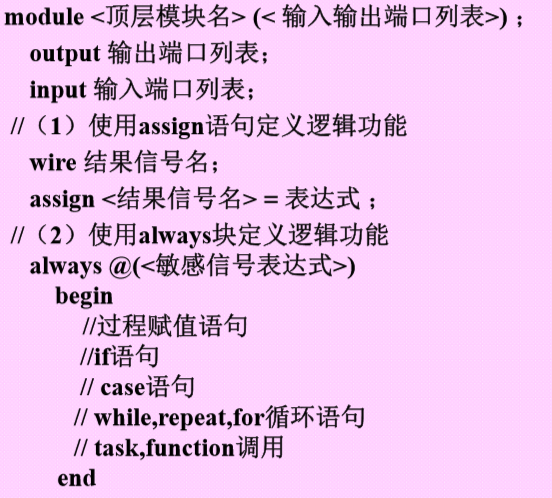 module <顶层模块名> (< 输入输出端口列表>) ；
output 输出端口列表；
input 输入端口列表；
//（1）使用assign语句定义逻辑功能
wire 结果信号名；
assign <结果信号名> = 表达式 ；
//（2）使用always块定义逻辑功能
always @(<敏感信号表达式>)
begin
//过程赋值语句
//if语句
// case语句
// while,repeat,for循环语句
// task,function调用
end